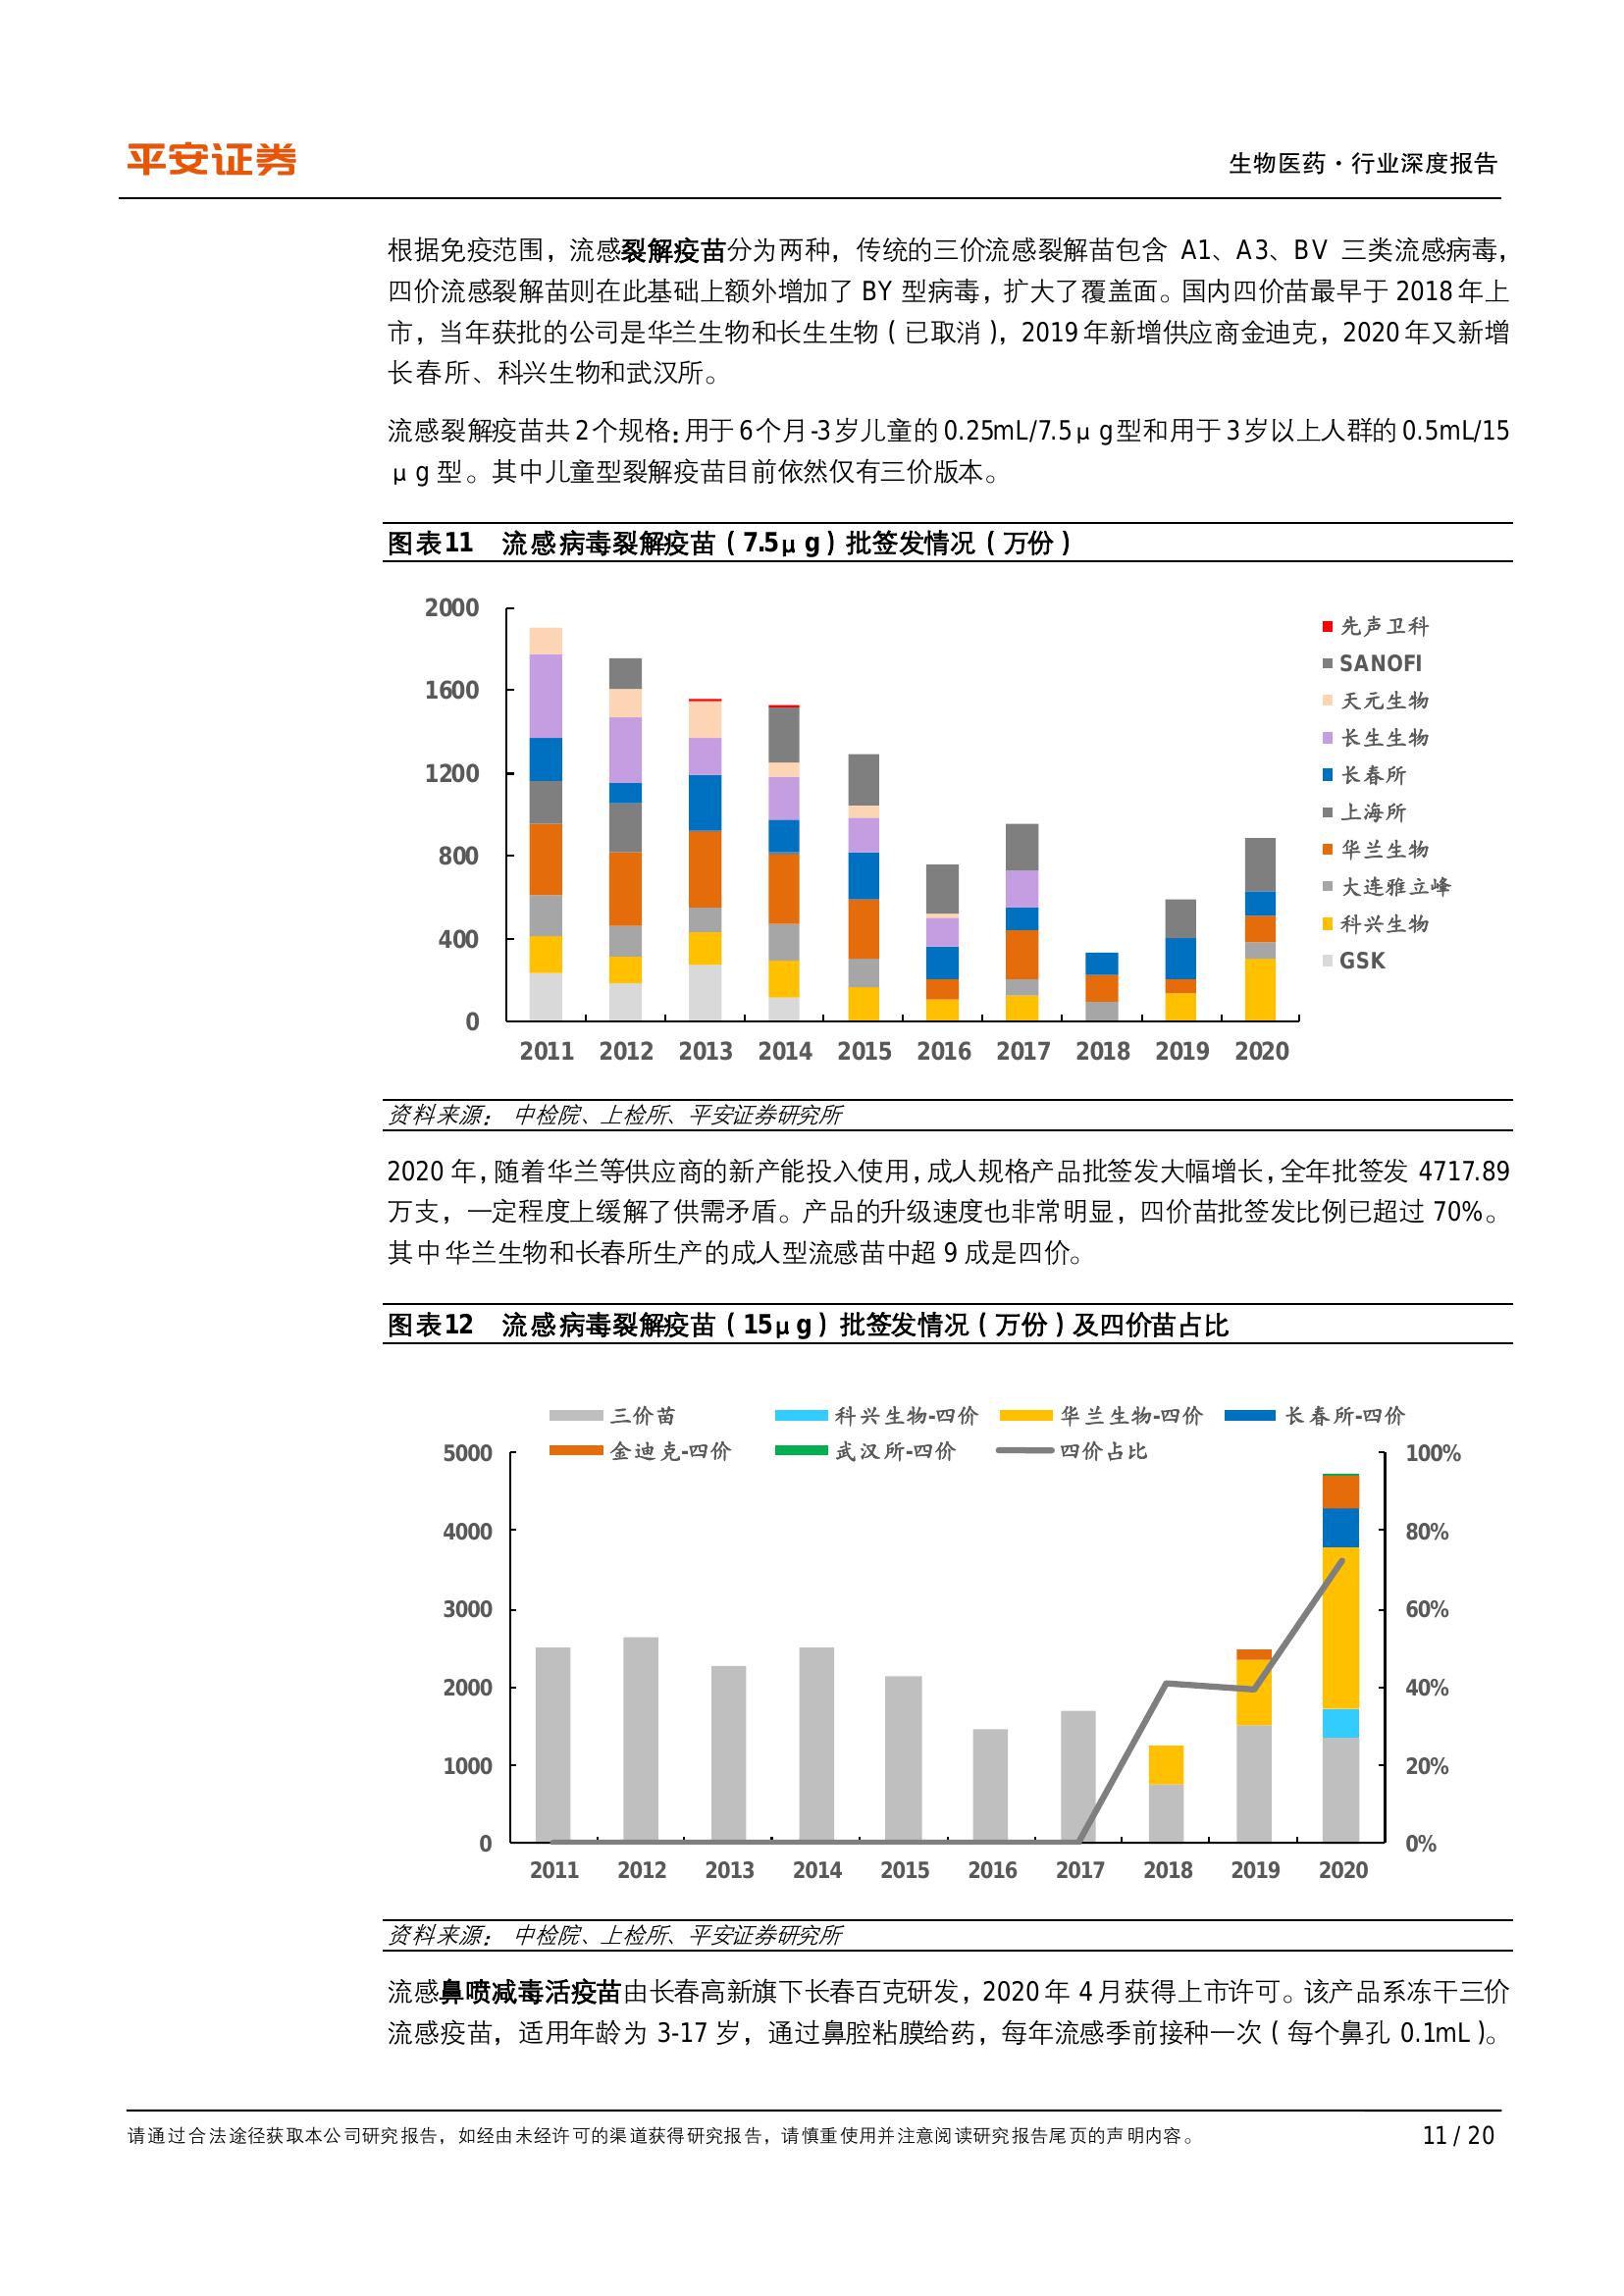 平安证券
生物医药·行业深度报告
根据免疫范围，流感裂解疫苗分为两种，传统的三价流感裂解苗包含 A1、A3、BV 三类流感病毒，
四价流感裂解苗则在此基础上额外增加了 BY 型病毒，扩大了覆盖面。国内四价苗最早于 2018 年上
市，当年获批的公司是华兰生物和长生生物（已取消），2019 年新增供应商金迪克，2020 年又新增
长春所、科兴生物和武汉所。
流感裂解疫苗共 2 个规格：用于 6 个月-3 岁儿童的 0.25mL/7.5μg 型和用于 3 岁以上人群的 0.5mL/15
μg 型。其中儿童型裂解疫苗目前依然仅有三价版本。
图表11 流感病毒裂解疫苗（7.5μg）批签发情况（万份）
2000
1600
1200
800
400
0
2011 2012 2013 2014 2015 2016 2017 2018 2019 2020
先声卫科
SANOFI
天元生物
长生生物
长春所
上海所
华兰生物
大连雅立峰
科兴生物
GSK
资料来源：中检院、上检所、平安证券研究所
2020 年，随着华兰等供应商的新产能投入使用，成人规格产品批签发大幅增长，全年批签发 4717.89
万支，一定程度上缓解了供需矛盾。产品的升级速度也非常明显，四价苗批签发比例已超过 70%。
其中华兰生物和长春所生产的成人型流感苗中超 9 成是四价。
图表12 流感病毒裂解疫苗（15μg）批签发情况（万份）及四价苗占比
三价苗 科兴生物-四价 华兰生物-四价 长春所-四价
金迪克-四价 武汉所-四价 四价占比
5000
4000
3000
2000
1000
0
100%
80%
60%
40%
20%
0%
2011 2012 2013 2014 2015 2016 2017 2018 2019 2020
资料来源：中检院、上检所、平安证券研究所
流感鼻喷减毒活疫苗由长春高新旗下长春百克研发，2020 年 4 月获得上市许可。该产品系冻干三价
流感疫苗，适用年龄为 3-17 岁，通过鼻腔粘膜给药，每年流感季前接种一次（每个鼻孔 0.1mL）。
请通过合法途径获取本公司研究报告，如经由未经许可的渠道获得研究报告，请慎重使用并注意阅读研究报告尾页的声明内容。
11 / 20